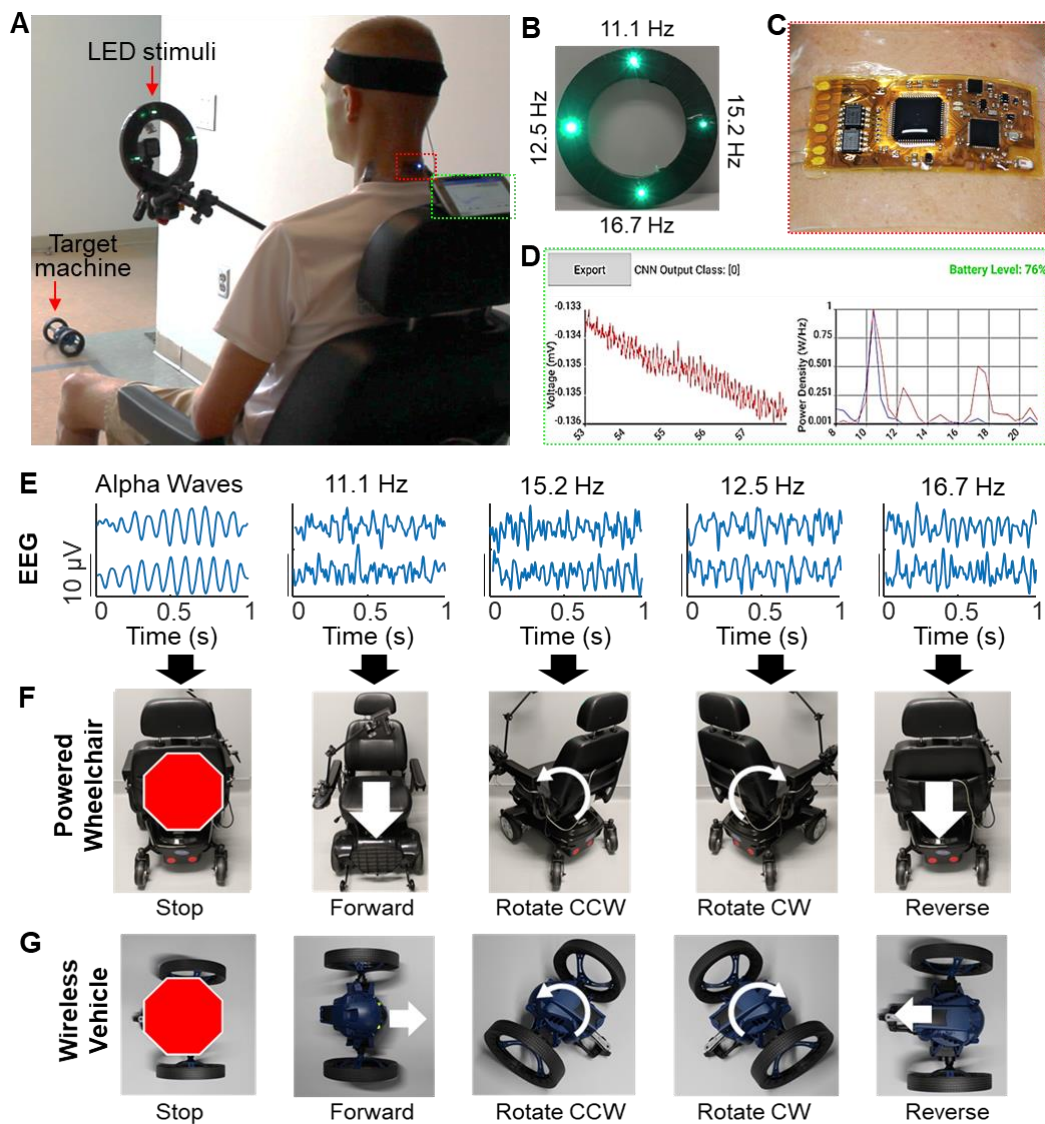 A
LED stimuli
Target
machine
B
11.1 Hz
12.5 Hz
15.2 Hz
16.7 Hz
C
D
Export
CNN Output Class: [0]
Battery Level: 76%
Voltage (mV)
-0.133
-0.134
-0.135
-0.135
-0.136
53
54
55
56
57
Power Density (W/Hz)
1
0.75
0.501
0.251
0.001
8
10
12
14
16
18
20
E
EEG
Alpha Waves
11.1 Hz
15.2 Hz
12.5 Hz
16.7 Hz
10 μV
0 0.5 1
0 0.5 1
0 0.5 1
0 0.5 1
0 0.5 1
Time (s)
Time (s)
Time (s)
Time (s)
Time (s)
F
Powered
Wheelchair
Stop
Forward
Rotate CCW
Rotate CW
Reverse
G
Wireless
Vehicle
Stop
Forward
Rotate CCW
Rotate CW
Reverse